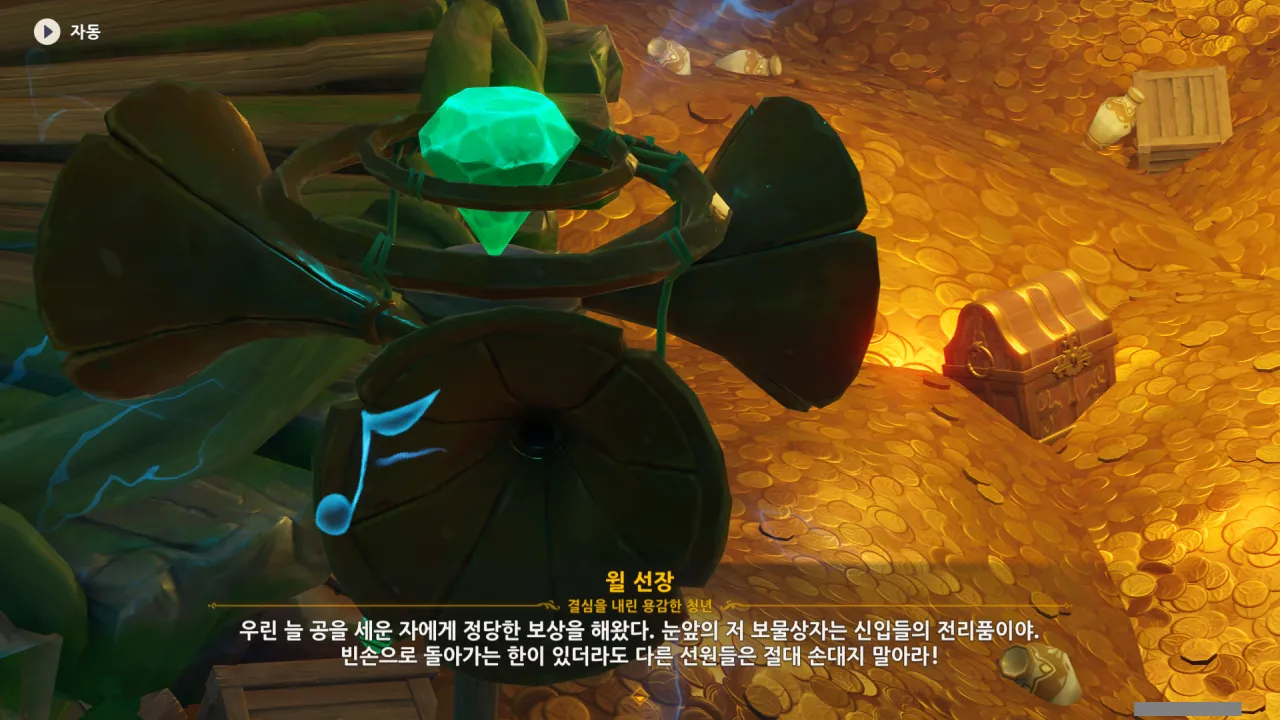 자동
윌 선장
결심을 내린 용감한 청년
우린 늘 공을 세운 자에게 정당한 보상을 해왔다. 눈앞의 저 보물상자는 신입들의 전리품이야.
빈손으로 돌아가는 한이 있더라도 다른 선원들은 절대 손대지 말아라!